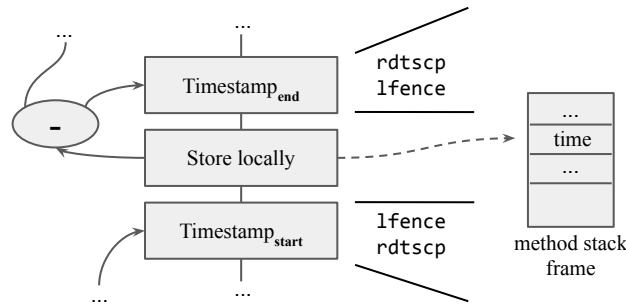 ...
...
Timestamp_end
rdtscp
lfence
-
Store locally
...
time
...
Timestamp_start
lfence
rdtscp
method stack
frame
...
...